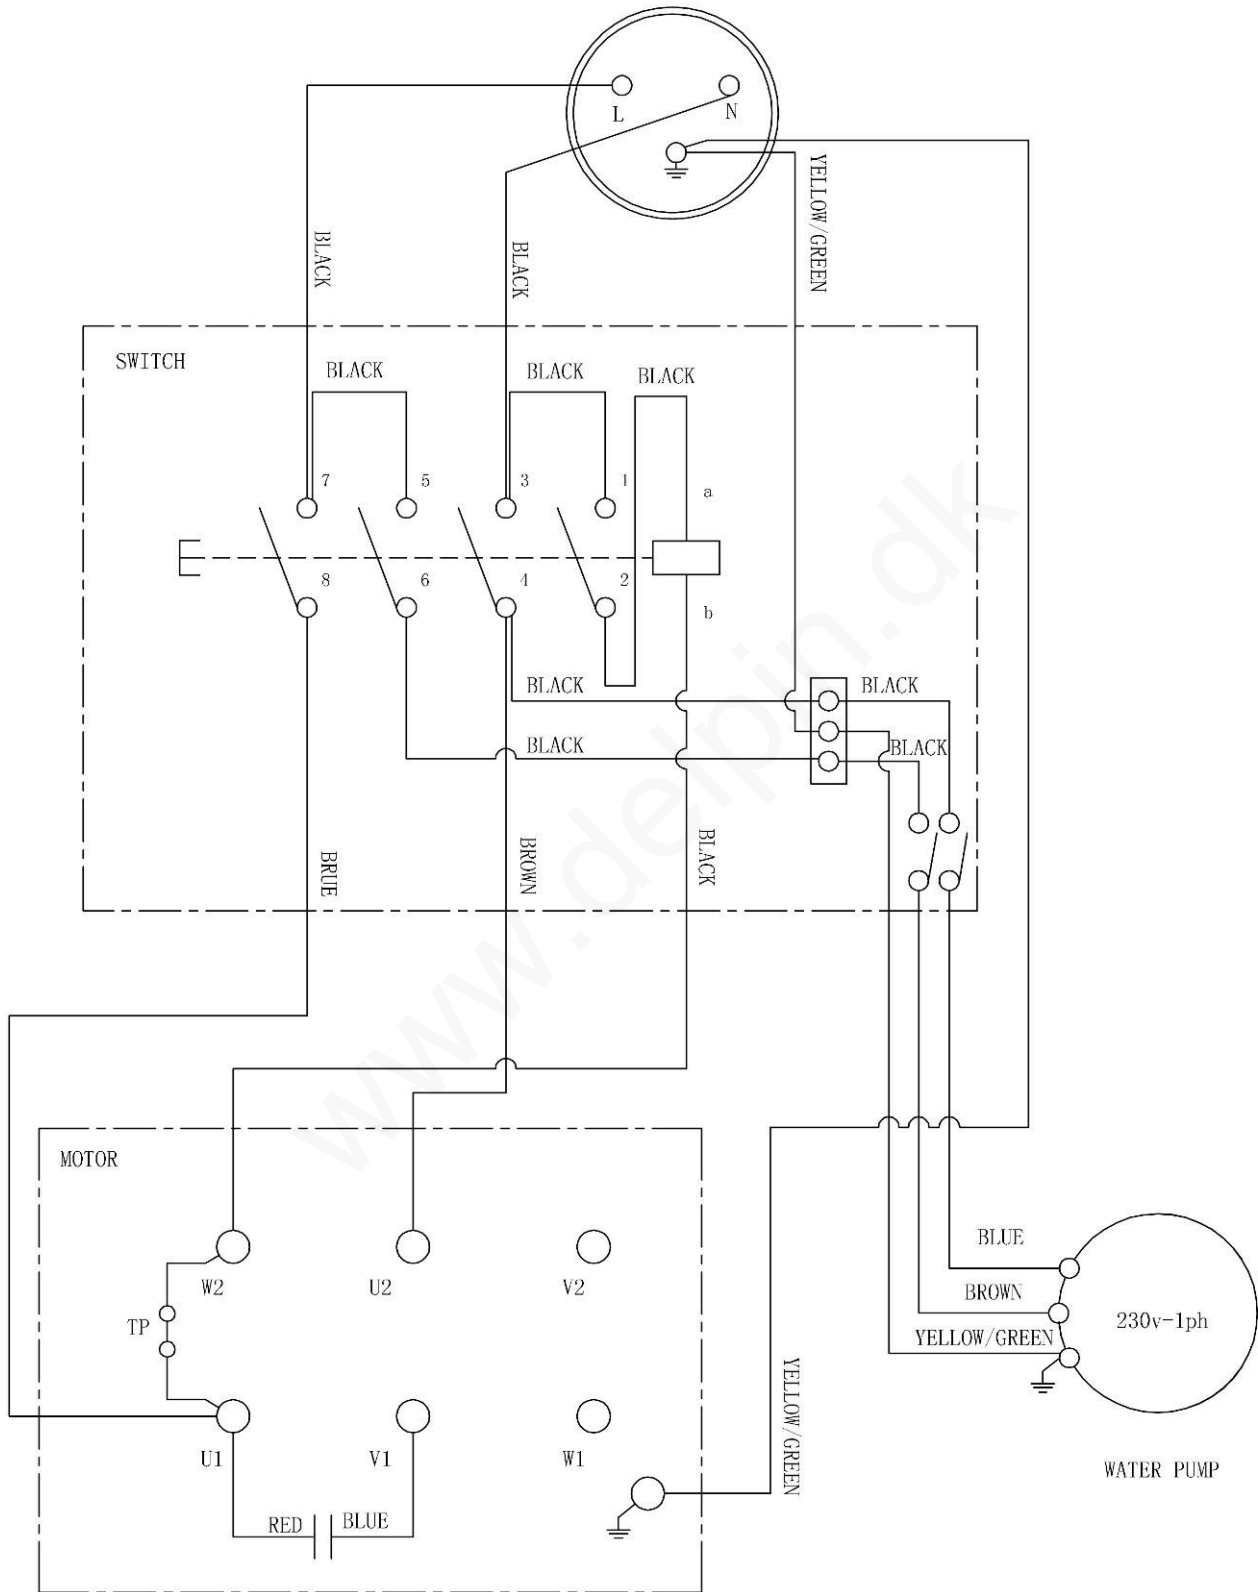 L
N
YELLOW/GREEN
BLACK
BLACK
SWITCH
BLACK
BLACK
BLACK
7
5
3
1
a
8
6
4
2
b
BLACK
BLACK
BLACK
BLACK
BRUE
BROWN
BLACK
www.delpin.dk
MOTOR
W2
U2
V2
TP
U1
V1
W1
RED
BLUE
YELLOW/GREEN
BLUE
BROWN
YELLOW/GREEN
230v-1ph
WATER PUMP